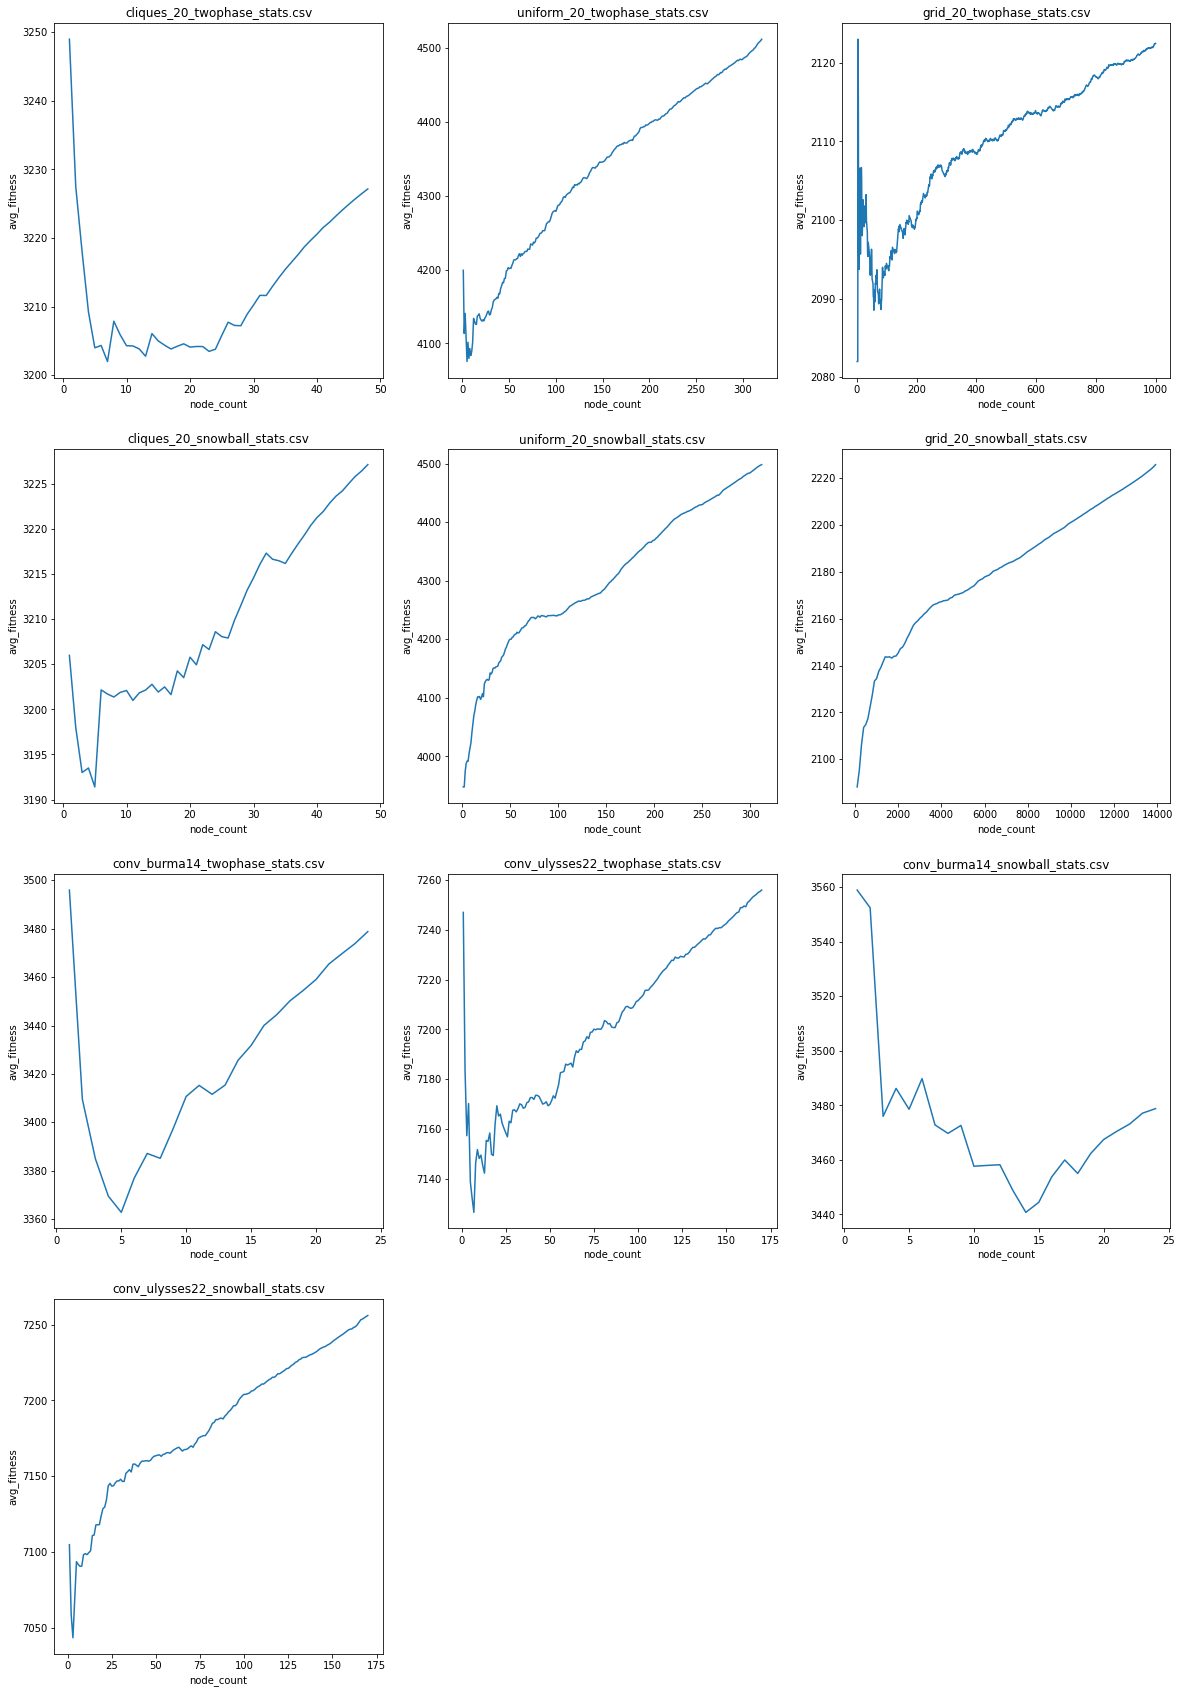 cliques_20_twophase_stats.csv
3250
3240
3230
3220
3210
3200
avg_fitness
0 10 20 30 40 50
node_count
uniform_20_twophase_stats.csv
4500
4400
4300
4200
4100
avg_fitness
0 50 100 150 200 250 300
node_count
grid_20_twophase_stats.csv
2120
2110
2100
2090
2080
avg_fitness
0 200 400 600 800 1000
node_count
cliques_20_snowball_stats.csv
3225
3220
3215
3210
3205
3200
3195
3190
avg_fitness
0 10 20 30 40 50
node_count
uniform_20_snowball_stats.csv
4500
4400
4300
4200
4100
4000
avg_fitness
0 50 100 150 200 250 300
node_count
grid_20_snowball_stats.csv
2220
2200
2180
2160
2140
2120
2100
avg_fitness
0 2000 4000 6000 8000 10000 12000 14000
node_count
conv_burma14_twophase_stats.csv
3500
3480
3460
3440
3420
3400
3380
3360
avg_fitness
0 5 10 15 20 25
node_count
conv_ulysses22_twophase_stats.csv
7260
7240
7220
7200
7180
7160
7140
avg_fitness
0 25 50 75 100 125 150 175
node_count
conv_burma14_snowball_stats.csv
3560
3540
3520
3500
3480
3460
3440
avg_fitness
0 5 10 15 20 25
node_count
conv_ulysses22_snowball_stats.csv
7250
7200
7150
7100
7050
avg_fitness
0 25 50 75 100 125 150 175
node_count